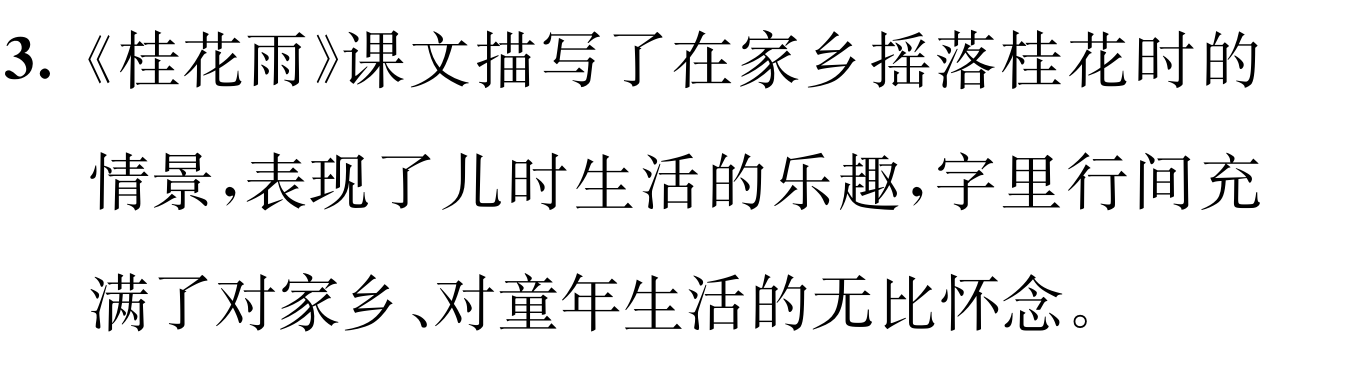 3. 《桂花雨》课文描写了在家乡摇落桂花时的
情景,表现了儿时生活的乐趣,字里行间充
满了对家乡、对童年生活的无比怀念。